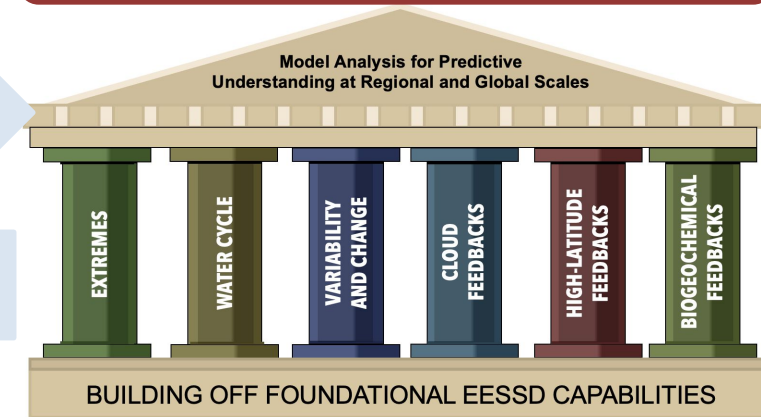 Model Analysis for Predictive
Understanding at Regional and Global Scales
EXTREMES
WATER CYCLE
VARIABILITY
AND CHANGE
CLOUD
FEEDBACKS
HIGH-LATITUDE
FEEDBACKS
BIOGEOCHEMICAL
FEEDBACKS
BUILDING OFF FOUNDATIONAL EESSD CAPABILITIES